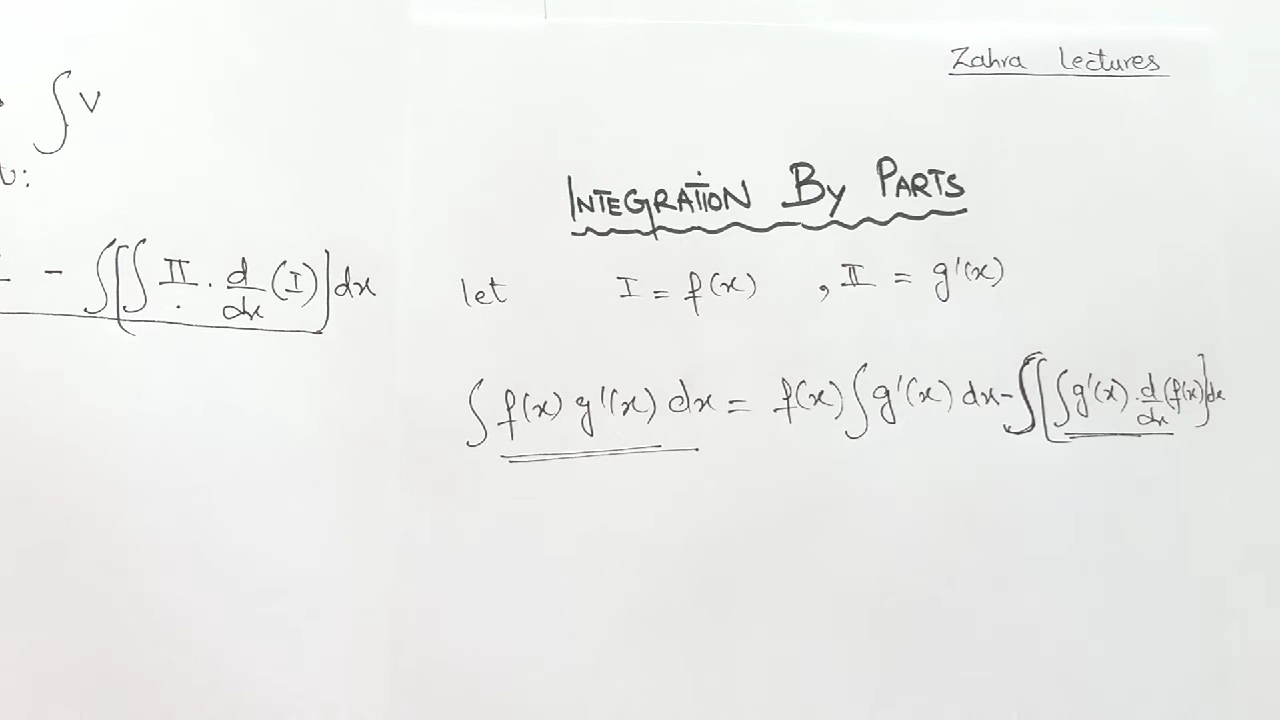 Zahra Lectures
∫v
t:
INTEGRATION BY PARTS
- ∫[∫ II . d/dx (I)] dx
let I = f(x) , II = g'(x)
∫ f(x) g'(x) dx = f(x) ∫ g'(x) dx - ∫[∫ g'(x) . d/dx (f(x)] dx